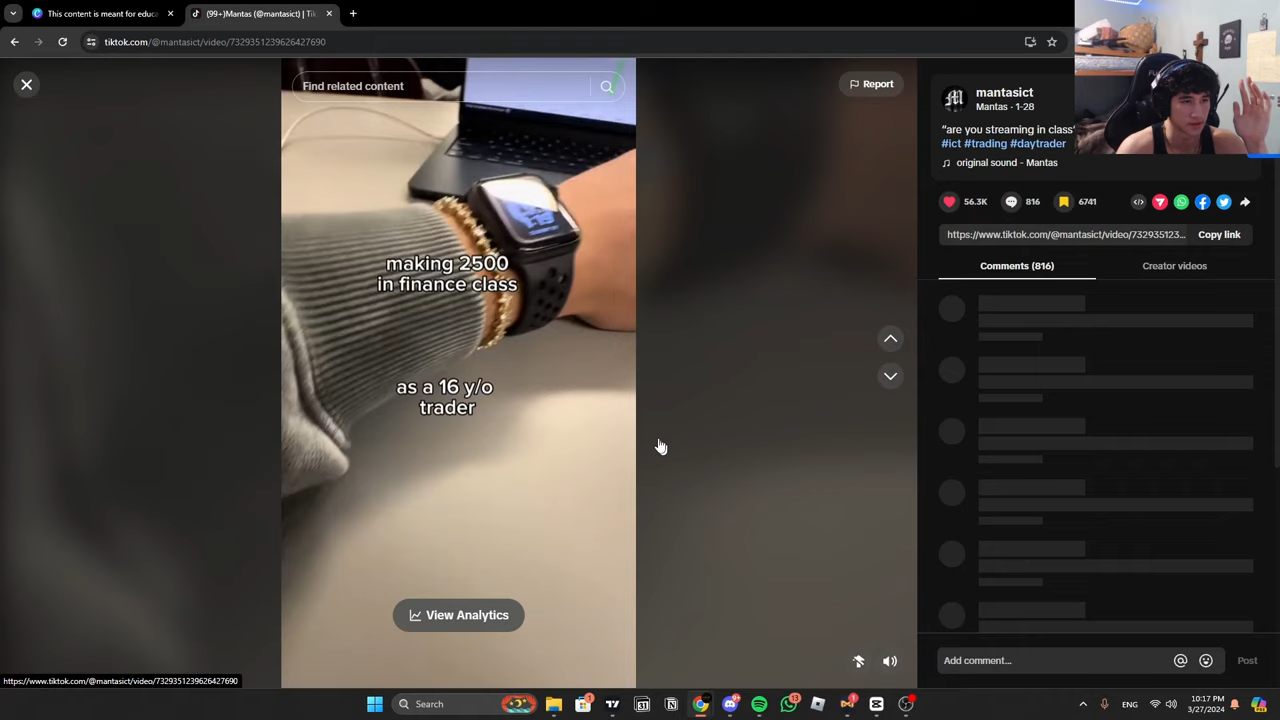 This content is meant for educa
(99+)Mantas (@mantasict) | Tik
tiktok.com/@mantasict/video/7329351239626427690
Find related content
Report
making 2500
in finance class
as a 16 y/o
trader
View Analytics
mantasict
Mantas · 1-28
“are you streaming in class”
#ict #trading #daytrader
original sound - Mantas
56.3K
816
6741
https://www.tiktok.com/@mantasict/video/732935123...
Copy link
Comments (816)
Creator videos
Add comment...
Post
https://www.tiktok.com/@mantasict/video/7329351239626427690
Search
ENG
10:17 PM
3/27/2024